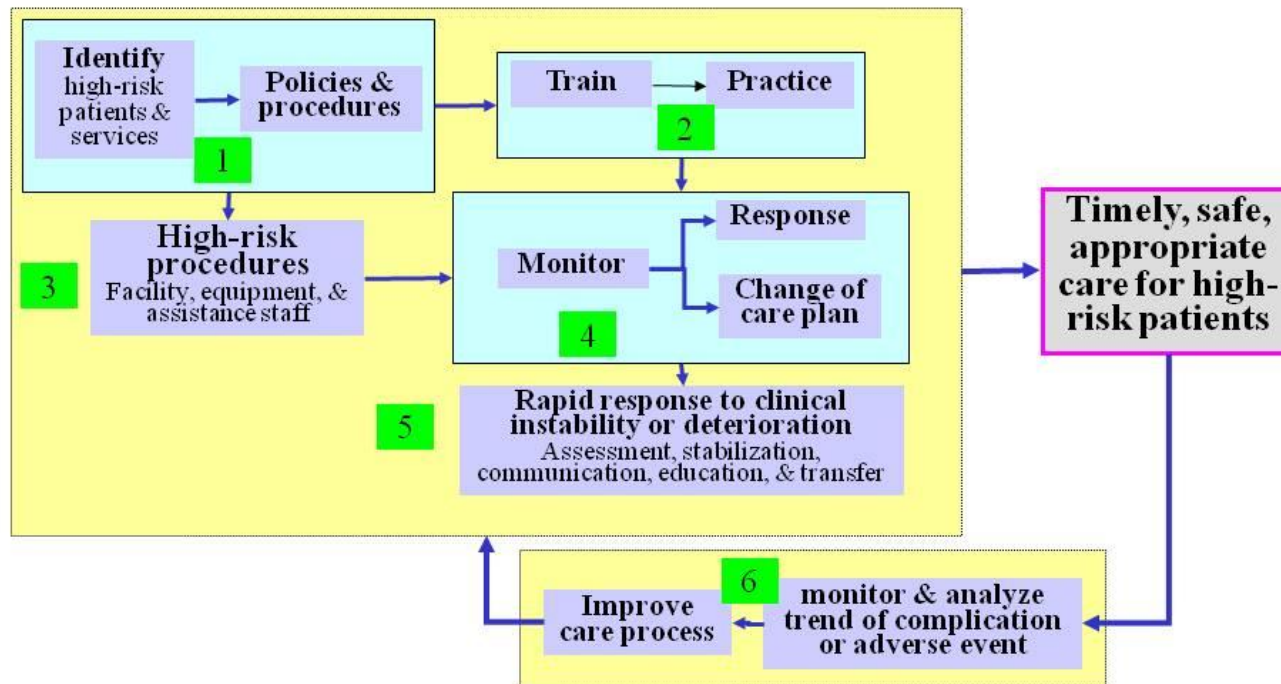 Identify
high-risk
patients &
services
Policies &
procedures
1
Train
Practice
2
High-risk
procedures
Facility, equipment, &
assistance staff
3
Monitor
Response
Change of
care plan
4
Rapid response to clinical
instability or deterioration
Assessment, stabilization,
communication, education, & transfer
5
Timely, safe,
appropriate
care for high-
risk patients
6
monitor & analyze
trend of complication
or adverse event
Improve
care process